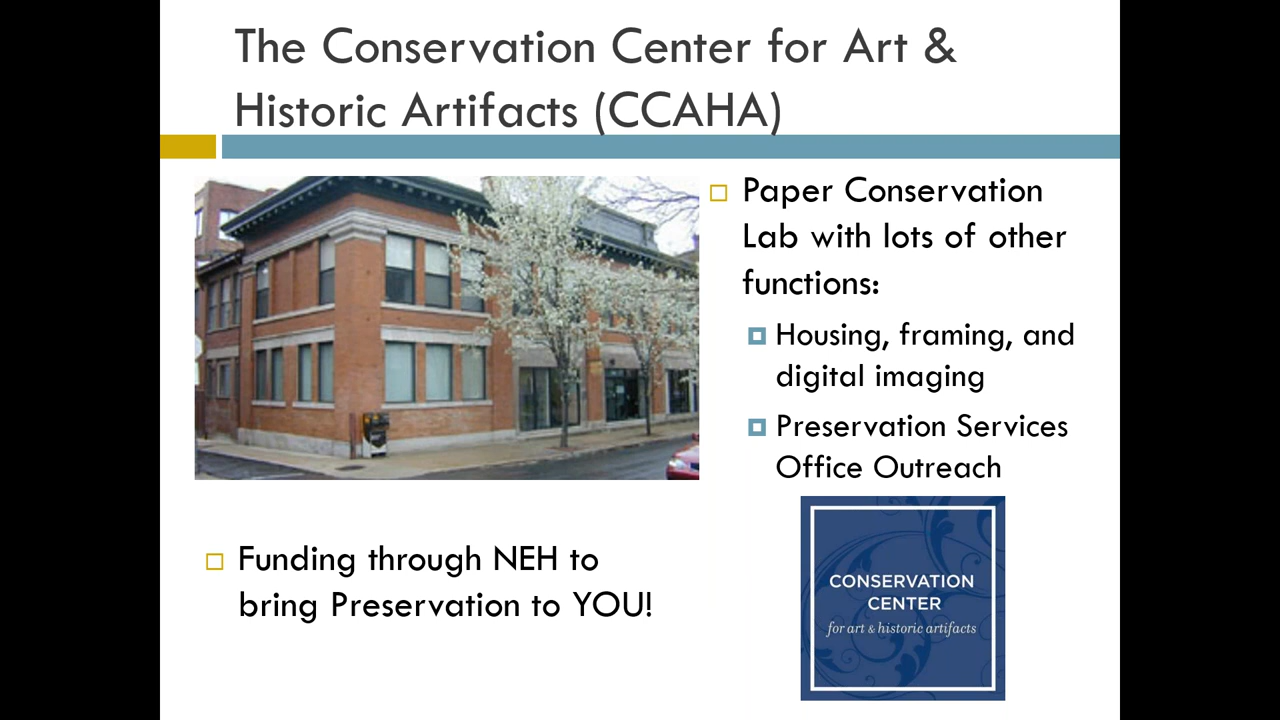 The Conservation Center for Art &
Historic Artifacts (CCAHA)
Paper Conservation
Lab with lots of other
functions:
Housing, framing, and
digital imaging
Preservation Services
Office Outreach
Funding through NEH to
bring Preservation to YOU!
CONSERVATION
CENTER
for art & historic artifacts